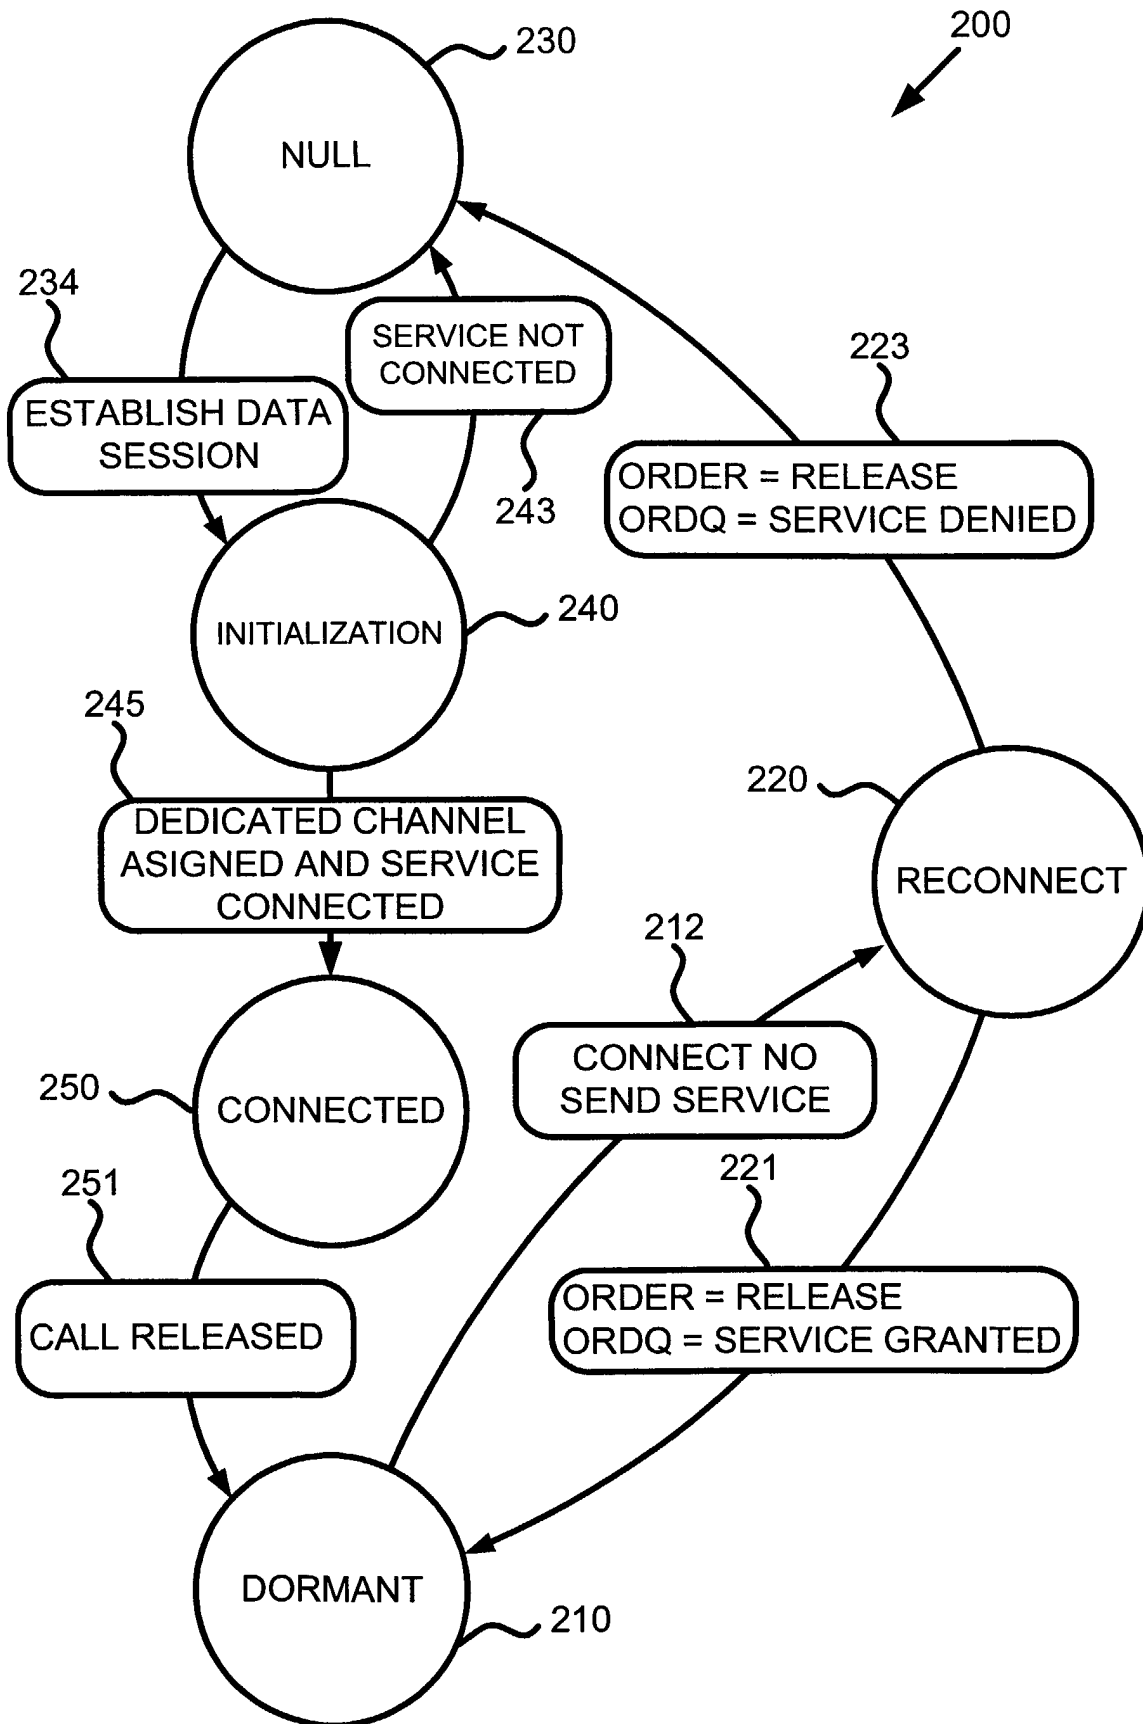 200
230
NULL
234
SERVICE NOT
CONNECTED
223
ESTABLISH DATA
SESSION
243
ORDER = RELEASE
ORDQ = SERVICE DENIED
INITIALIZATION
240
245
220
DEDICATED CHANNEL
ASIGNED AND SERVICE
CONNECTED
RECONNECT
212
CONNECT NO
SEND SERVICE
250
CONNECTED
221
251
ORDER = RELEASE
ORDQ = SERVICE GRANTED
CALL RELEASED
DORMANT
210